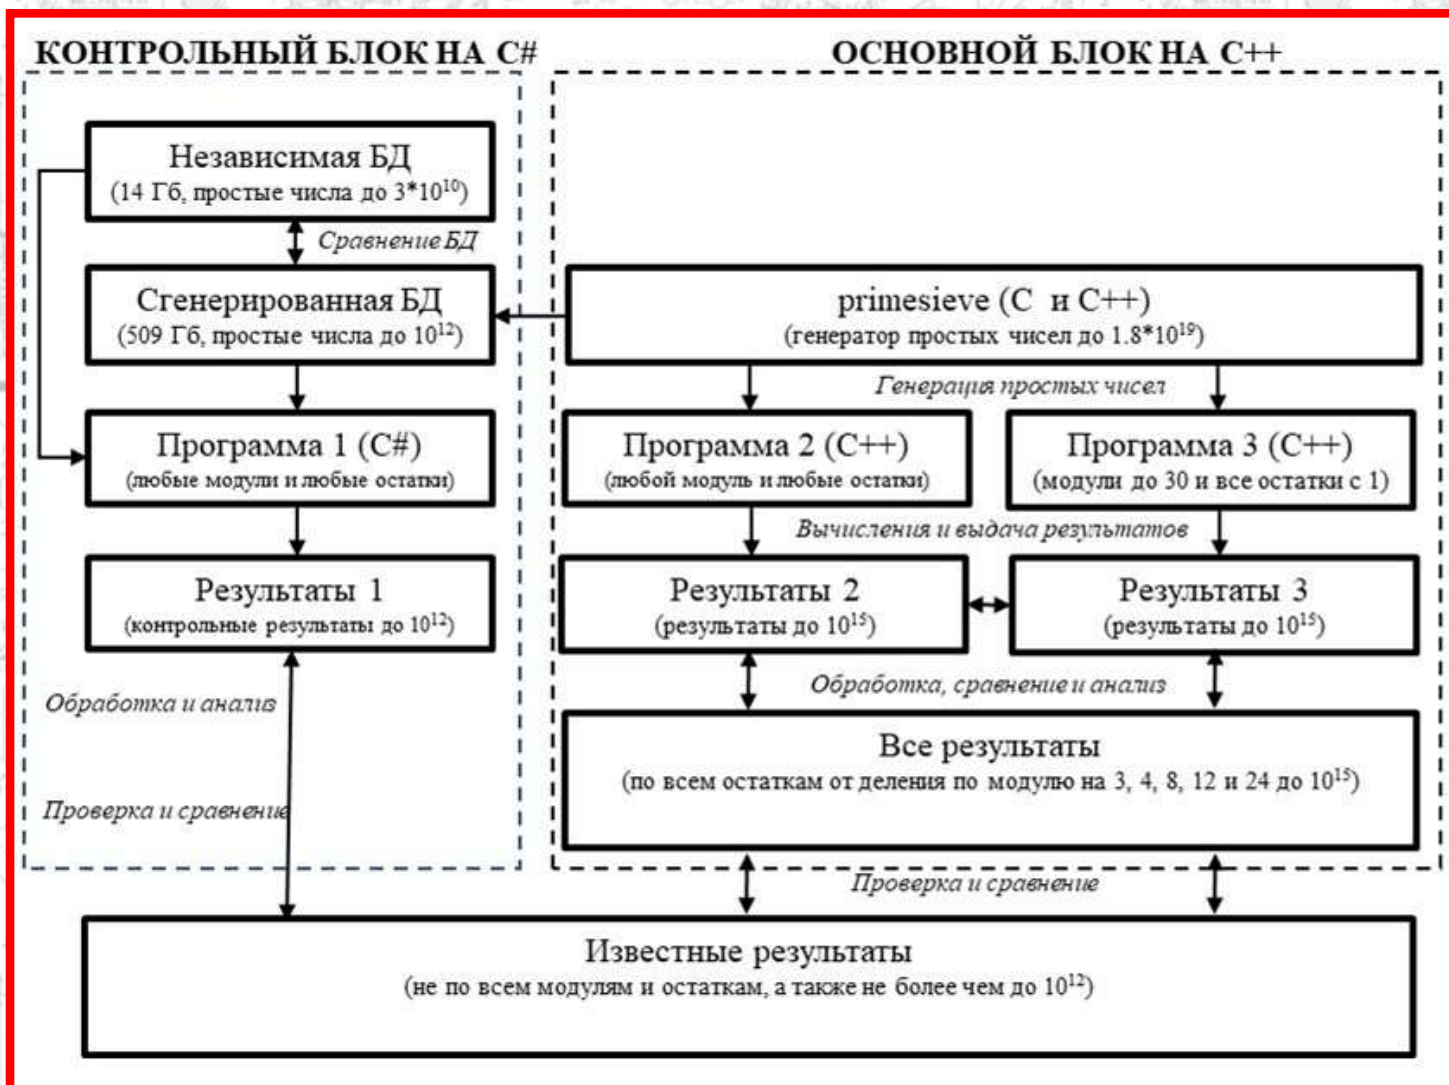 КОНТРОЛЬНЫЙ БЛОК НА C#
ОСНОВНОЙ БЛОК НА C++
Независимая БД
(14 Гб, простые числа до 3*10¹⁰)
Сравнение БД
Сгенерированная БД
(509 Гб, простые числа до 10¹²)
primesieve (C и C++)
(генератор простых чисел до 1.8*10¹⁹)
Генерация простых чисел
Программа 1 (C#)
(любые модули и любые остатки)
Программа 2 (C++)
(любой модуль и любые остатки)
Программа 3 (C++)
(модули до 30 и все остатки с 1)
Вычисления и выдача результатов
Результаты 1
(контрольные результаты до 10¹²)
Результаты 2
(результаты до 10¹⁵)
Результаты 3
(результаты до 10¹⁵)
Обработка и анализ
Обработка, сравнение и анализ
Все результаты
(по всем остаткам от деления по модулю на 3, 4, 8, 12 и 24 до 10¹⁵)
Проверка и сравнение
Проверка и сравнение
Известные результаты
(не по всем модулям и остаткам, а также не более чем до 10¹²)